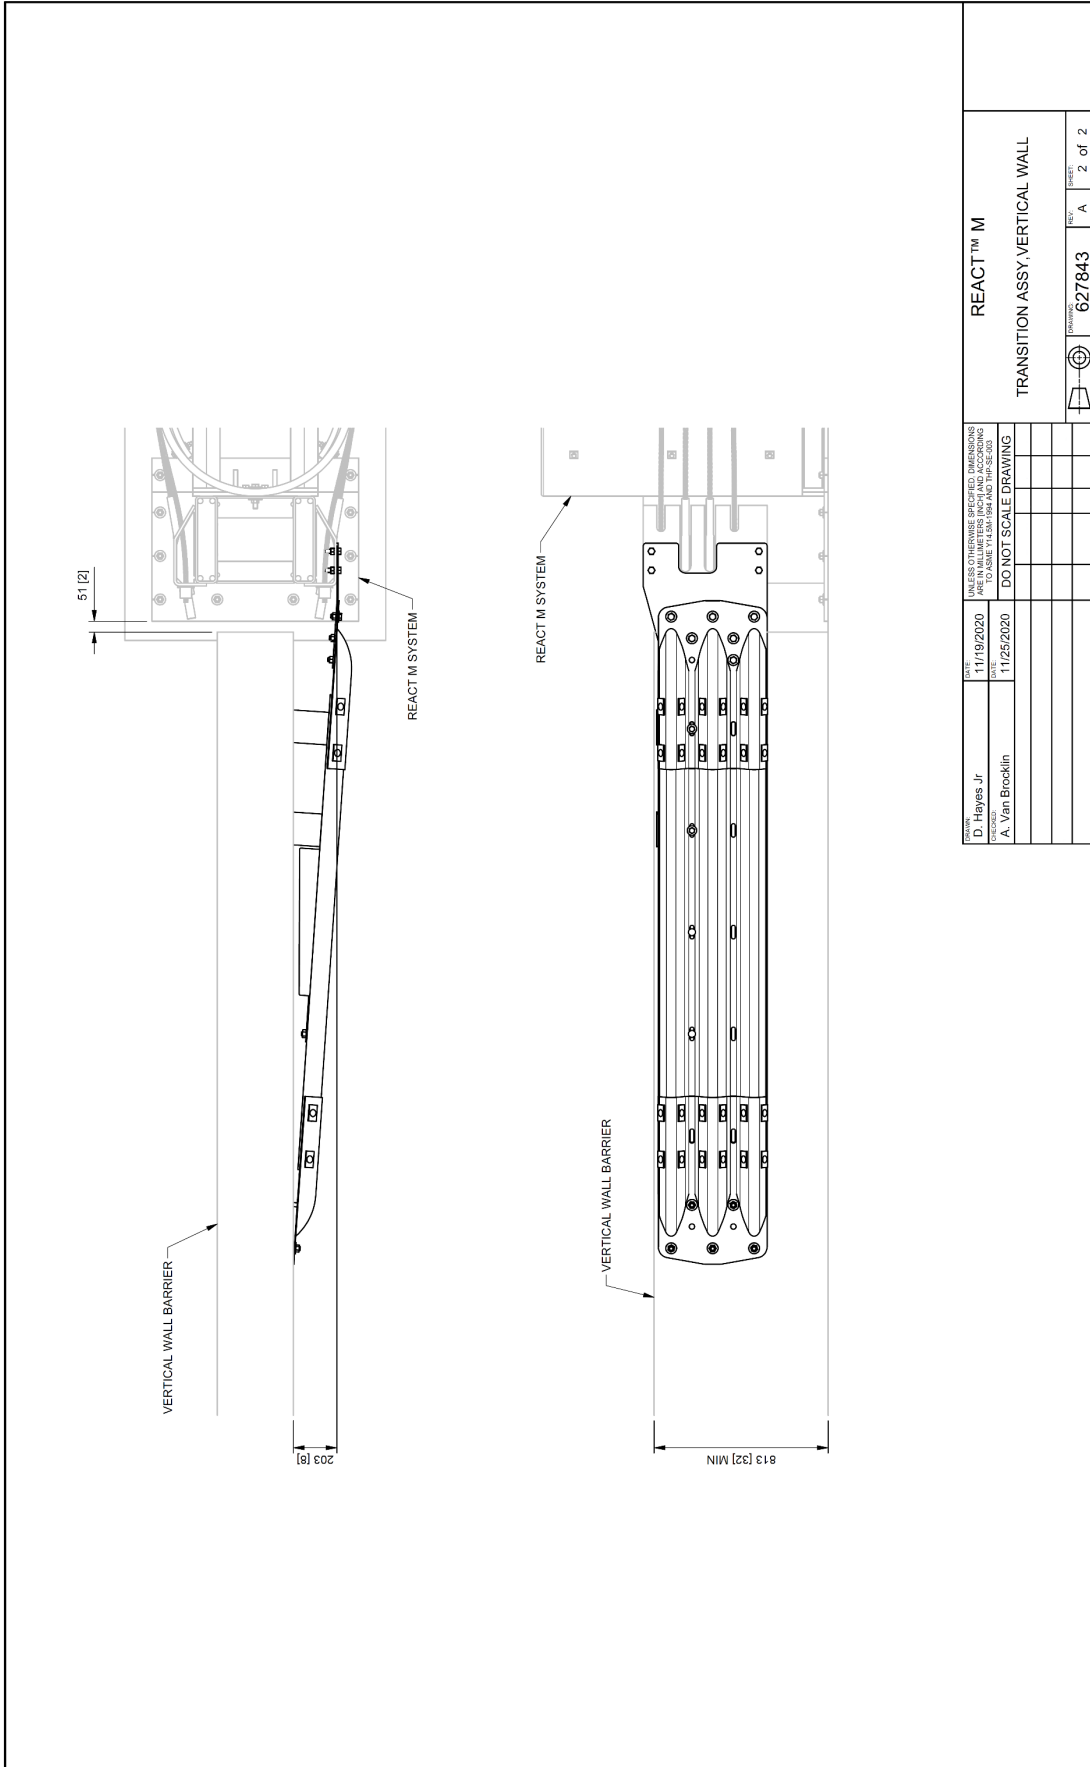 51 [2]
REACT M SYSTEM
VERTICAL WALL BARRIER
203 [8]
REACT M SYSTEM
VERTICAL WALL BARRIER
813 [32] MIN
DRAWN:
D. Hayes Jr
DATE:
11/19/2020
CHECKED:
A. Van Brocklin
DATE:
11/25/2020
UNLESS OTHERWISE SPECIFIED, DIMENSIONS
ARE IN MILLIMETERS [INCH] AND ACCORDING
TO ASME Y14.5M-1994 AND THP-SE-003
DO NOT SCALE DRAWING
REACT™ M
TRANSITION ASSY,VERTICAL WALL
DRAWING:
627843
REV:
A
SHEET:
2 of 2